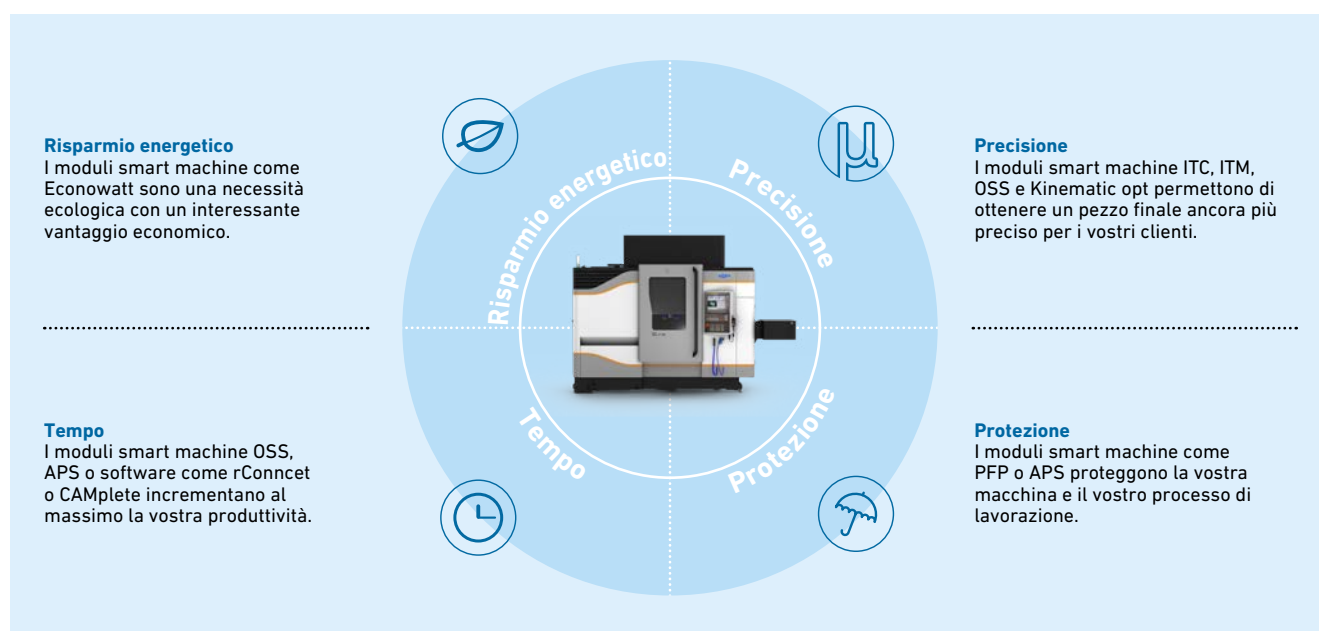 Risparmio energetico
I moduli smart machine come
Econowatt sono una necessità
ecologica con un interessante
vantaggio economico.
Tempo
I moduli smart machine OSS,
APS o software come rConncet
o CAMplete incrementano al
massimo la vostra produttività.
Risparmio energetico
Precisione
Tempo
Protezione
µ
Precisione
I moduli smart machine ITC, ITM,
OSS e Kinematic opt permettono di
ottenere un pezzo finale ancora più
preciso per i vostri clienti.
Protezione
I moduli smart machine come
PFP o APS proteggono la vostra
macchina e il vostro processo di
lavorazione.